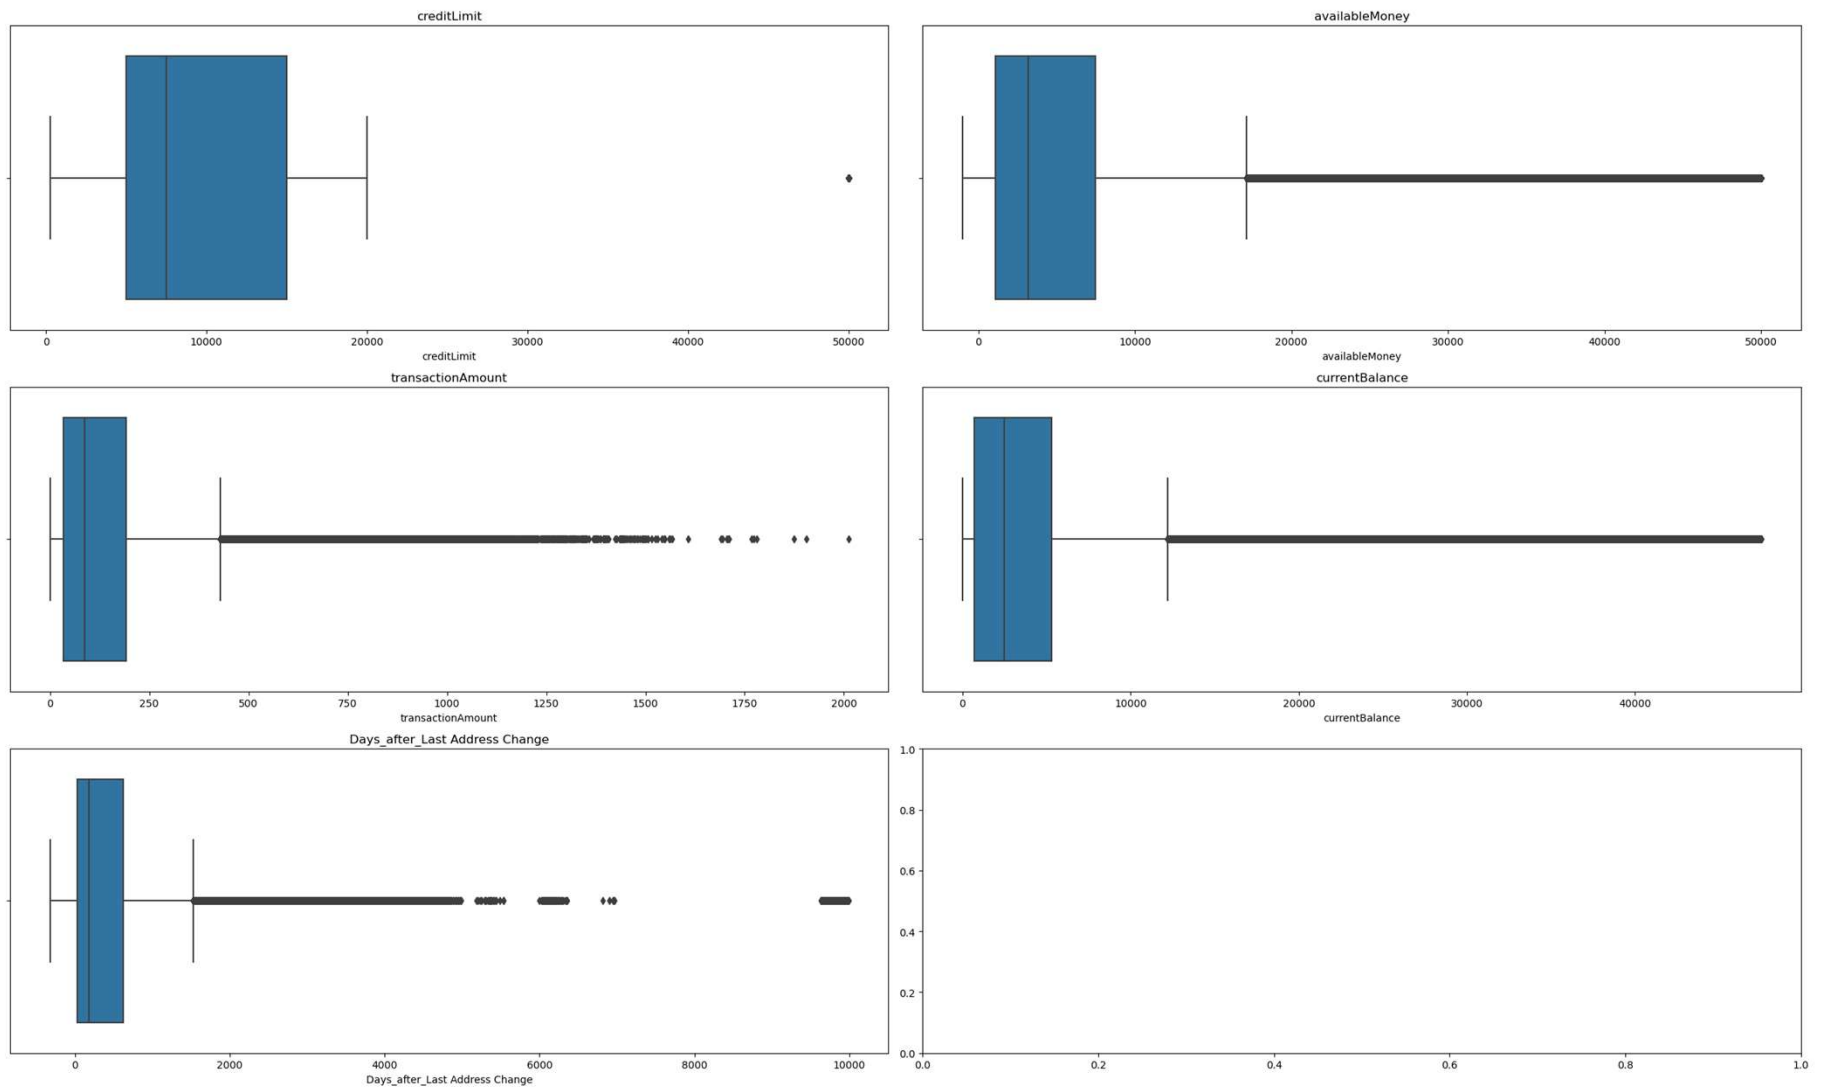 creditLimit
0 10000 20000 30000 40000 50000
creditLimit
availableMoney
0 10000 20000 30000 40000 50000
availableMoney
transactionAmount
0 250 500 750 1000 1250 1500 1750 2000
transactionAmount
currentBalance
0 10000 20000 30000 40000
currentBalance
Days_after_Last Address Change
0 2000 4000 6000 8000 10000
Days_after_Last Address Change
1.0
0.8
0.6
0.4
0.2
0.0
0.0 0.2 0.4 0.6 0.8 1.0